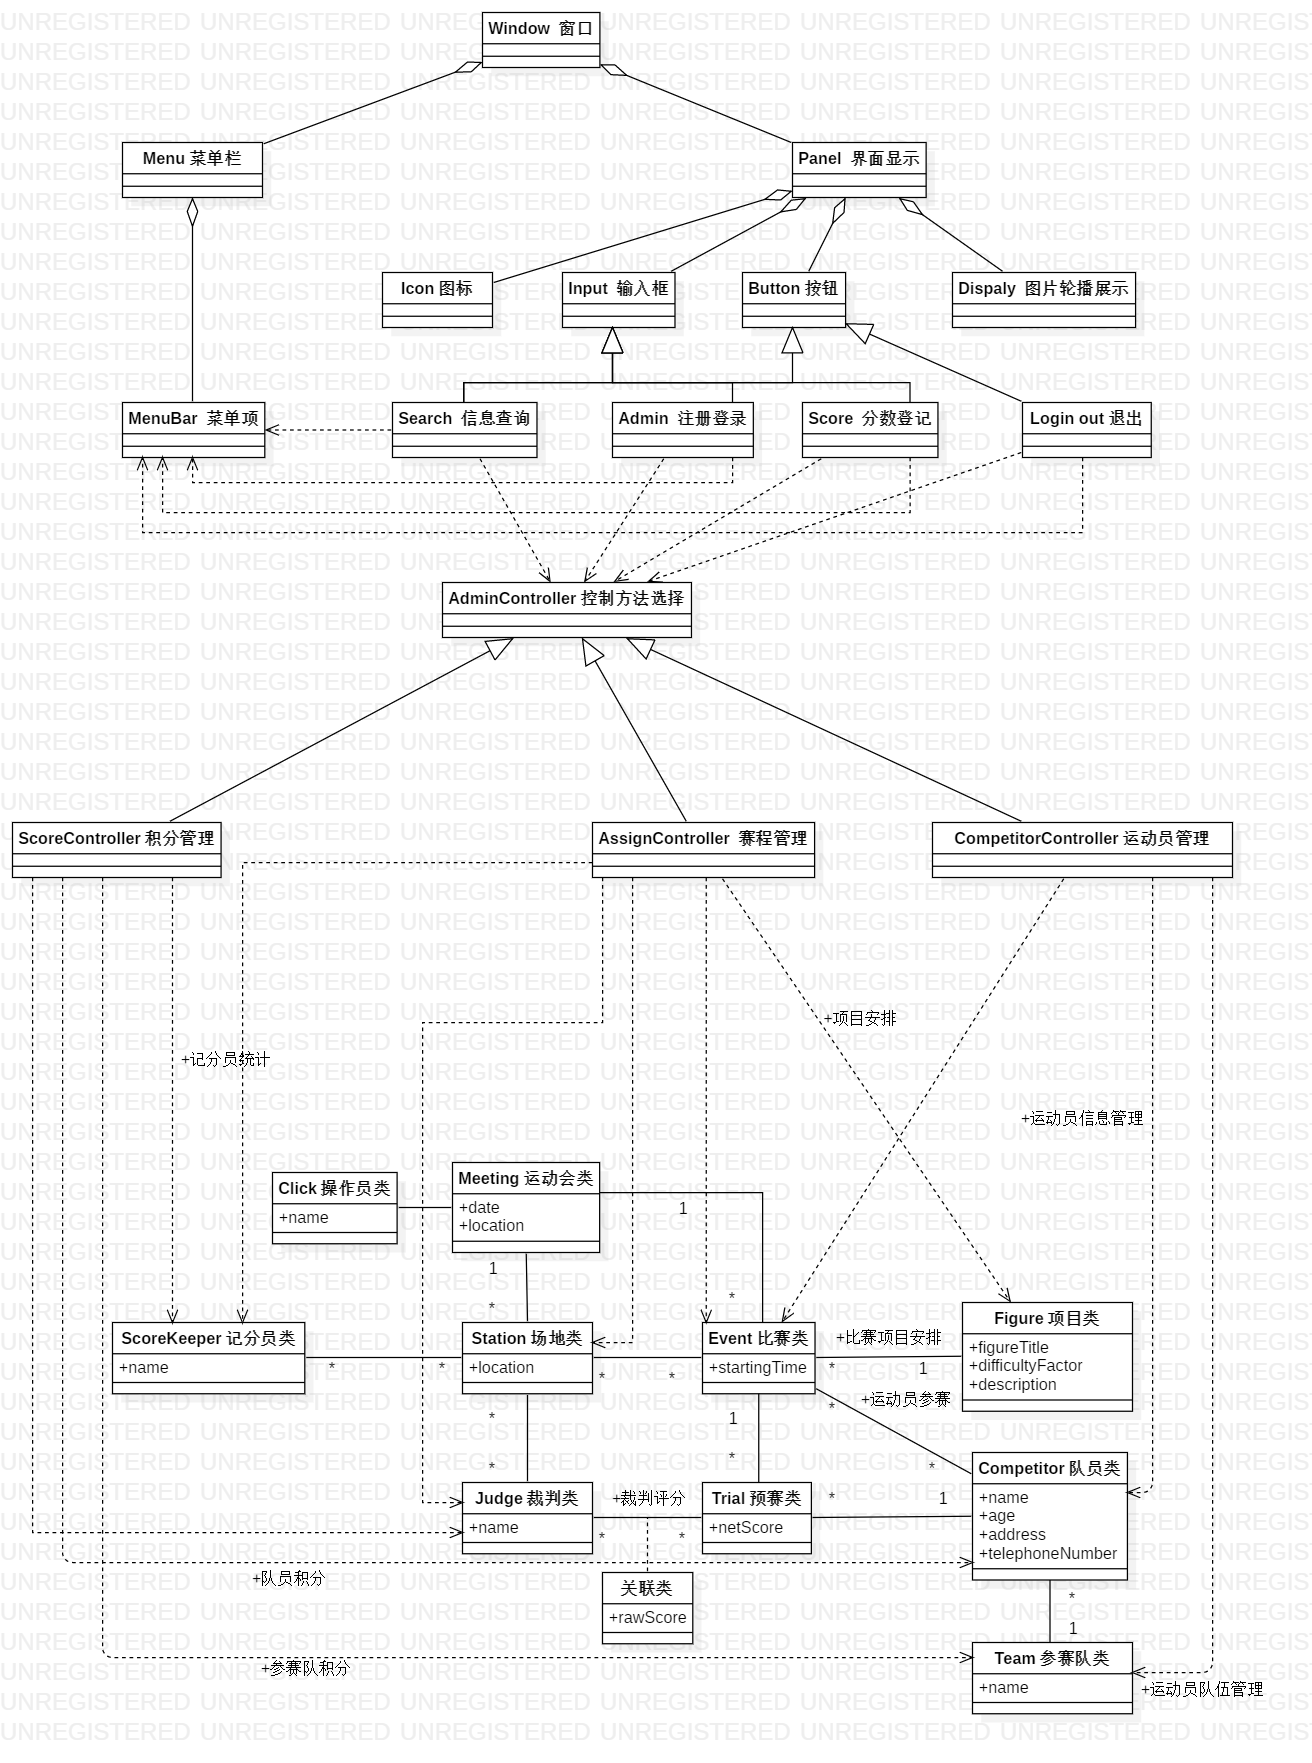 Window 窗口
Menu 菜单栏
Panel 界面显示
Icon 图标
Input 输入框
Button 按钮
Dispaly 图片轮播展示
MenuBar 菜单项
Search 信息查询
Admin 注册登录
Score 分数登记
Login out 退出
AdminController 控制方法选择
ScoreController 积分管理
AssignController 赛程管理
CompetitorController 运动员管理
+项目安排
+记分员统计
+运动员信息管理
Click 操作员类
+name
Meeting 运动会类
+date
+location
1
1
*
*
ScoreKeeper 记分员类
+name
*
*
Station 场地类
+location
*
*
Event 比赛类
+startingTime
+比赛项目安排
*
1
Figure 项目类
+figureTitle
+difficultyFactor
+description
+运动员参赛
*
*
*
*
1
*
Judge 裁判类
+name
+裁判评分
*
*
Trial 预赛类
+netScore
*
1
Competitor 队员类
+name
+age
+address
+telephoneNumber
+队员积分
关联类
+rawScore
*
1
+参赛队积分
Team 参赛队类
+name
+运动员队伍管理
UNREGISTERED